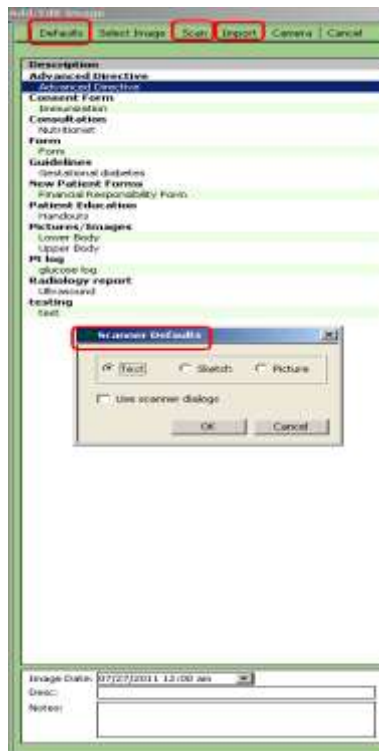 Add/Edit Image
Defaults Select Image Scan Import Camera Cancel
Description
Advanced Directive
Advanced Directive
Consent Form
Immunization
Consultation
Nutritionist
Form
Form
Guidelines
Gestational diabetes
New Patient Forms
Financial Responsibility Form
Patient Education
Handouts
Pictures/Images
Lower Body
Upper Body
Pt log
glucose log
Radiology report
Ultrasound
testing
test
Scanner Defaults
Text Sketch Picture
Use scanner dialogs
OK Cancel
Image Date: 07/27/2011 12:00 am
Desc:
Notes: